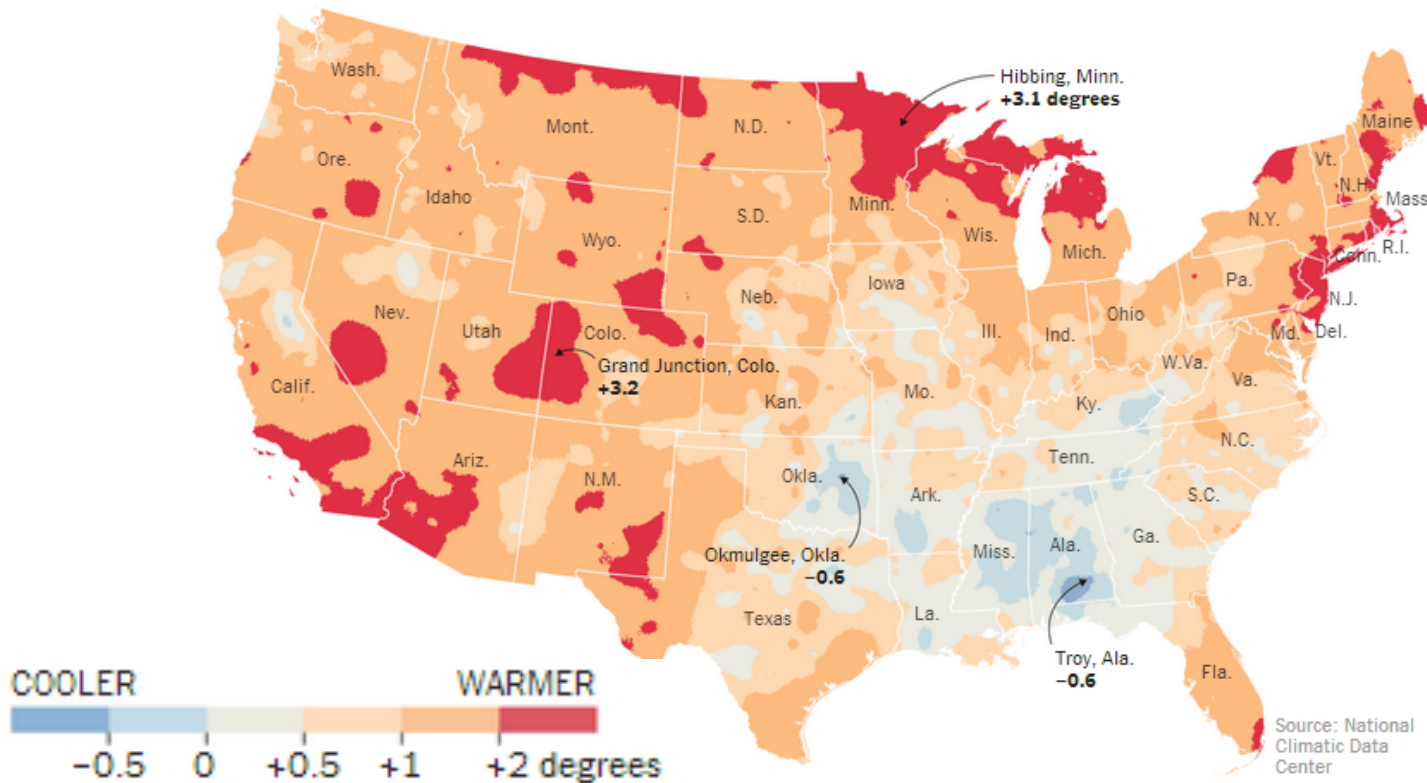 Hibbing, Minn.
+3.1 degrees
Wash.
Mont.
N.D.
Maine
Ore.
Idaho
Minn.
Vt.
N.H.
Mass
S.D.
Wis.
N.Y.
Wyo.
Mich.
R.I.
Conn.
Iowa
Neb.
Pa.
Nev.
Utah
Colo.
Ill.
Ind.
Ohio
N.J.
Md.
Del.
Grand Junction, Colo.
+3.2
W.Va.
Calif.
Kan.
Mo.
Ky.
Va.
N.C.
Ariz.
N.M.
Okla.
Tenn.
Ark.
S.C.
Okmulgee, Okla.
−0.6
Miss.
Ala.
Ga.
Texas
La.
Troy, Ala.
−0.6
Fla.
COOLER WARMER
−0.5 0 +0.5 +1 +2 degrees
Source: National
Climatic Data
Center